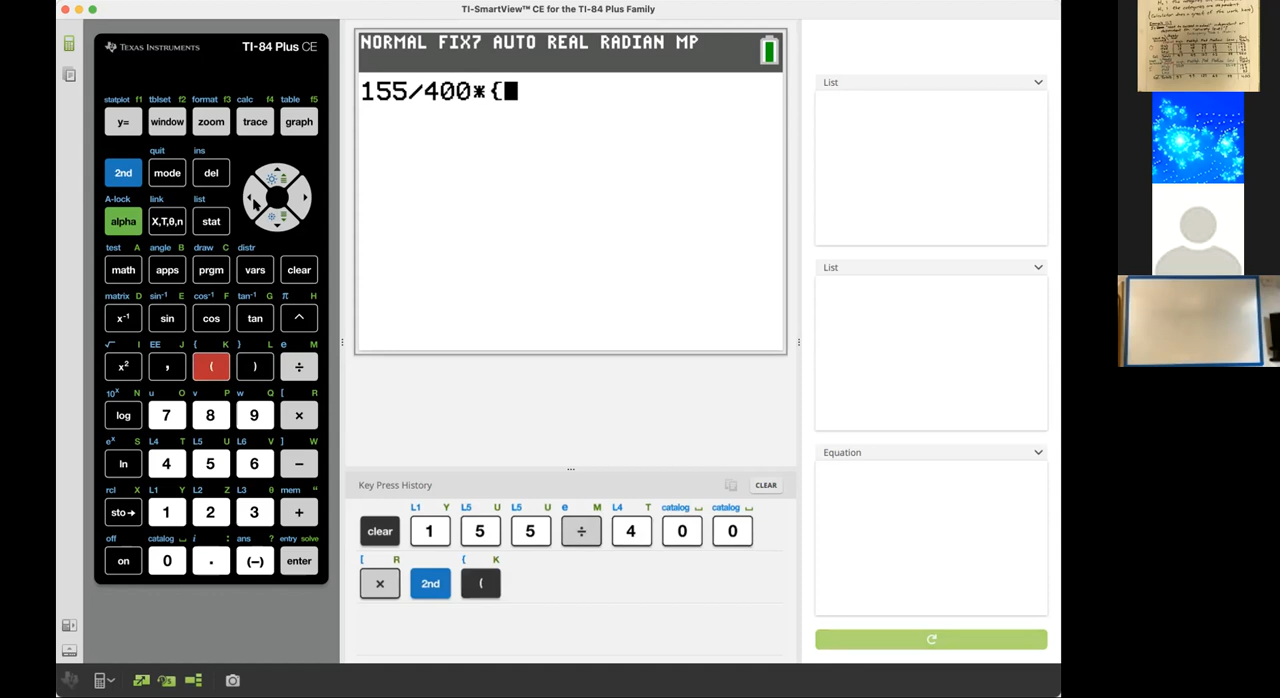 TI-SmartView™ CE for the TI-84 Plus Family
TEXAS INSTRUMENTS TI-84 Plus CE
statplot f1 tblset f2 format f3 calc f4 table f5
y= window zoom trace graph
quit ins
2nd mode del
A-lock link list
alpha X,T,θ,n stat
test A angle B draw C distr
math apps prgm vars clear
matrix D sin⁻¹ E cos⁻¹ F tan⁻¹ G π H
x⁻¹ sin cos tan ^
√ I EE J { K } L e M
x² , ( ) ÷
10ˣ N u O v P w Q [ R
log 7 8 9 ×
eˣ S L4 T L5 U L6 V ] W
ln 4 5 6 −
rcl X L1 Y L2 Z L3 θ mem "
sto→ 1 2 3 +
off catalog ⎵ i : ans ? entry solve
on 0 . (−) enter
NORMAL FIX7 AUTO REAL RADIAN MP
155/400*{
Key Press History
CLEAR
L1 Y L5 U L5 U e M L4 T catalog ⎵ catalog ⎵
clear 1 5 5 ÷ 4 0 0
[ R { K
× 2nd (
List
List
Equation